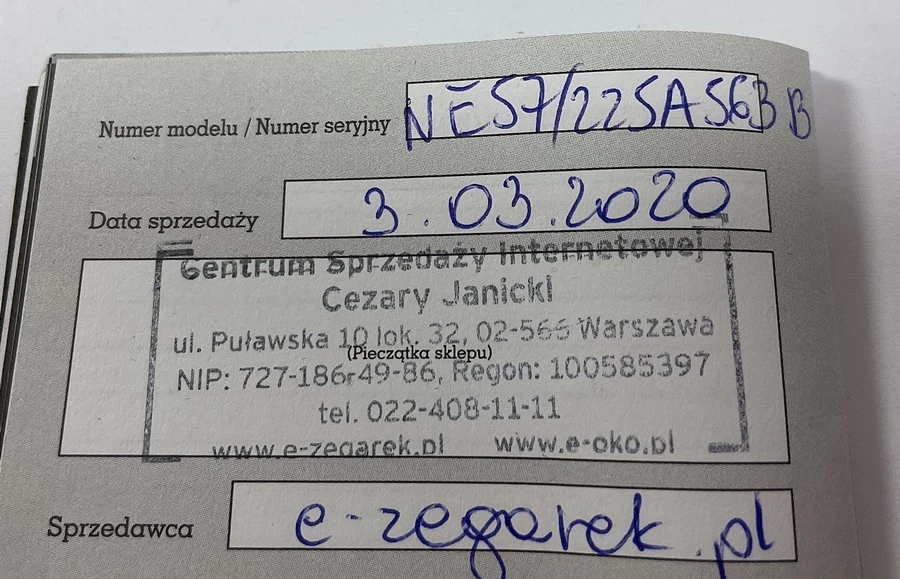 Numer modelu / Numer seryjny NE57/225A563 B
Data sprzedaży 3.03.2020
Centrum Sprzedaży Internetowej
Cezary Janicki
ul. Puławska 10 lok. 32, 02-566 Warszawa
(Pieczątka sklepu)
NIP: 727-186-49-86, Regon: 100585397
tel. 022-408-11-11
www.e-zegarek.pl www.e-oko.pl
Sprzedawca e-zegarek.pl